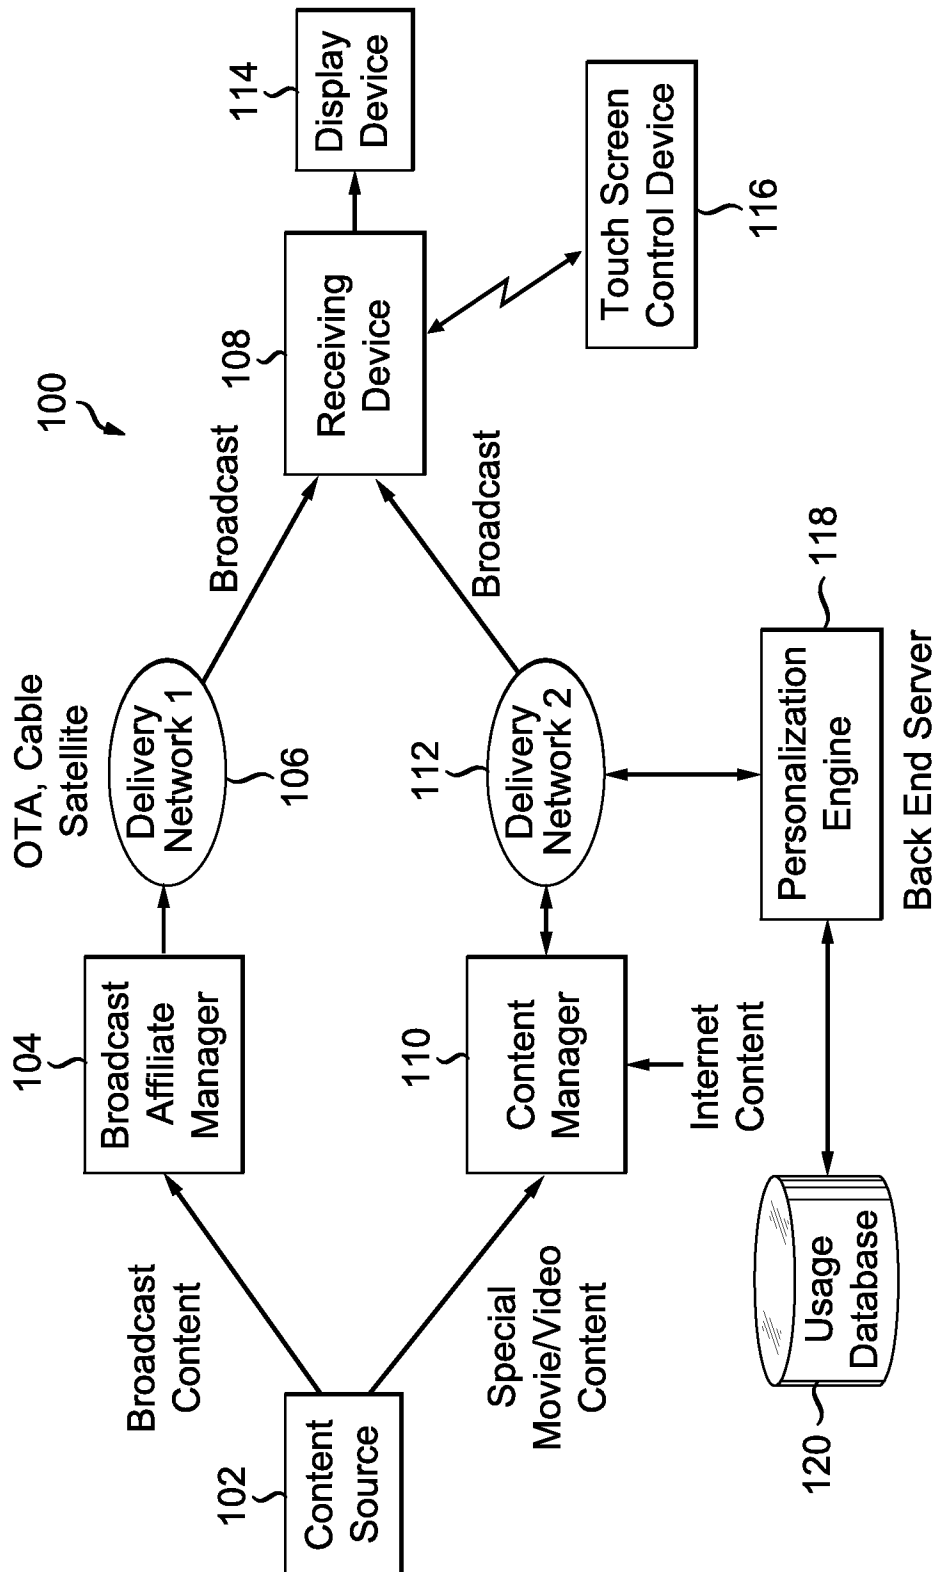 100
102
Content
Source
Broadcast
Content
Special
Movie/Video
Content
104
Broadcast
Affiliate
Manager
110
Content
Manager
Internet
Content
OTA, Cable
Satellite
Delivery
Network 1
106
112
Delivery
Network 2
Broadcast
Broadcast
108
Receiving
Device
114
Display
Device
Touch Screen
Control Device
116
118
Personalization
Engine
Back End Server
Usage
Database
120